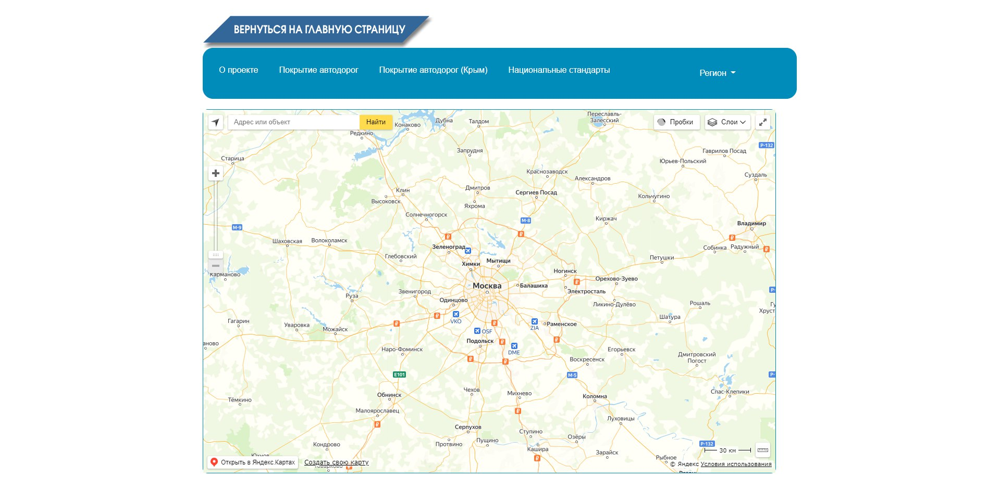 ВЕРНУТЬСЯ НА ГЛАВНУЮ СТРАНИЦУ
О проекте
Покрытие автодорог
Покрытие автодорог (Крым)
Национальные стандарты
Регион
Адрес или объект
Найти
Пробки
Слои
Переславль-
Залесский
Дубна
Талдом
Конаково
Редкино
Р-132
Запрудня
Гаврилов Посад
Старица
Юрьев-Польский
Краснозаводск
Суздаль
Александров
Дмитров
Клин
Сергиев Посад
Кольчугино
Высоковск
Яхрома
Солнечногорск
Киржач
М-8
Владимир
М-9
Шаховская
Волоколамск
Зеленоград
Собинка
Радужный
Глебовский
Петушки
Мытищи
Химки
Ногинск
Карманово
Орехово-Зуево
Москва
Балашиха
Звенигород
Электросталь
Р-
Руза
Одинцово
Рошаль
Ликино-Дулёво
Гу
Хруст
Шатура
Гагарин
VKO
ZIA
Раменское
Уваровка
Можайск
OSF
Подольск
аново
Наро-Фоминск
DME
Егорьевск
Дмитровский
Погост
Воскресенск
E101
М-5
Р-
Чехов
Михнево
Спас-Клепики
Обнинск
Коломна
Тёмкино
Малоярославец
Луховицы
Серпухов
Ступино
Озёры
Пущино
Протвино
Кондрово
Кашира
Зарайск
Р-132
30 км
Юхнов
Рыбное
Открыть в Яндекс.Картах
Создать свою карту
© Яндекс Условия использования
Товарково